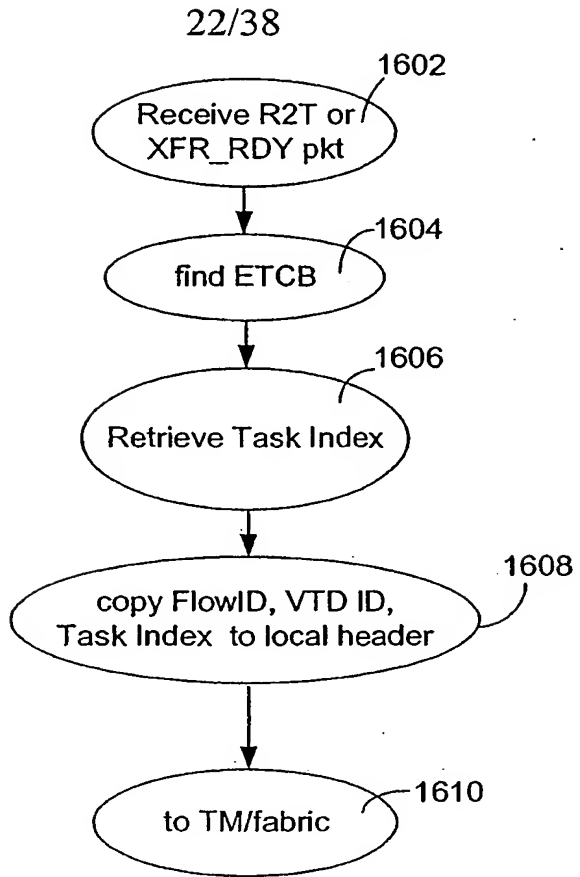 22/38
1602
Receive R2T or
XFR_RDY pkt
1604
find ETCB
1606
Retrieve Task Index
1608
copy FlowID, VTD ID,
Task Index to local header
1610
to TM/fabric